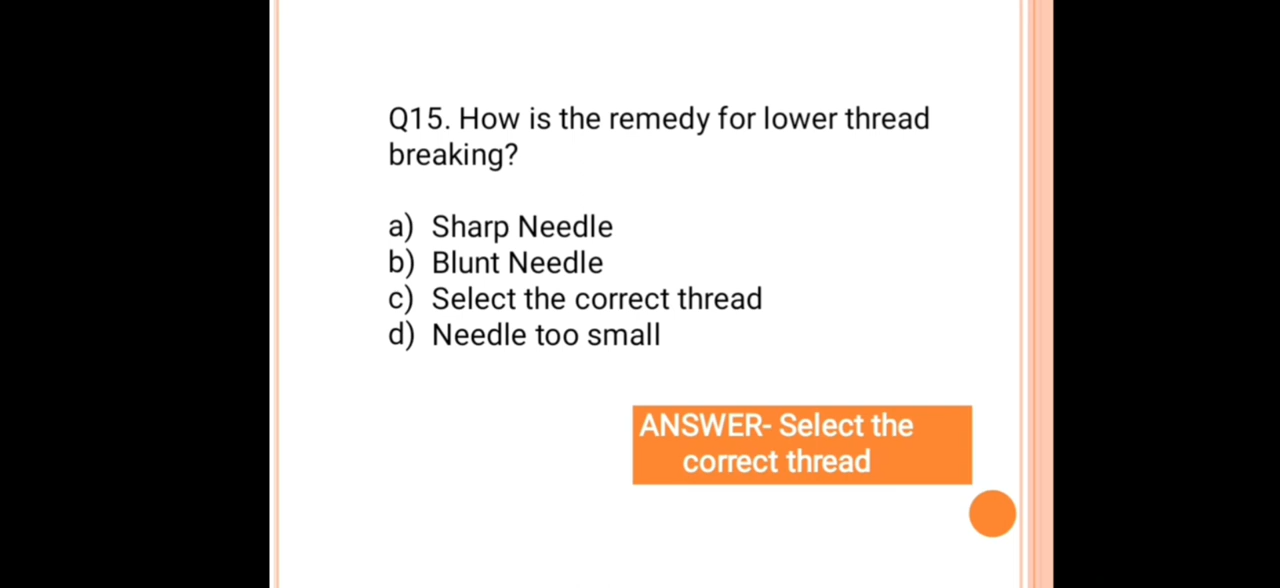 Q15. How is the remedy for lower thread
breaking?
a) Sharp Needle
b) Blunt Needle
c) Select the correct thread
d) Needle too small
ANSWER- Select the
correct thread